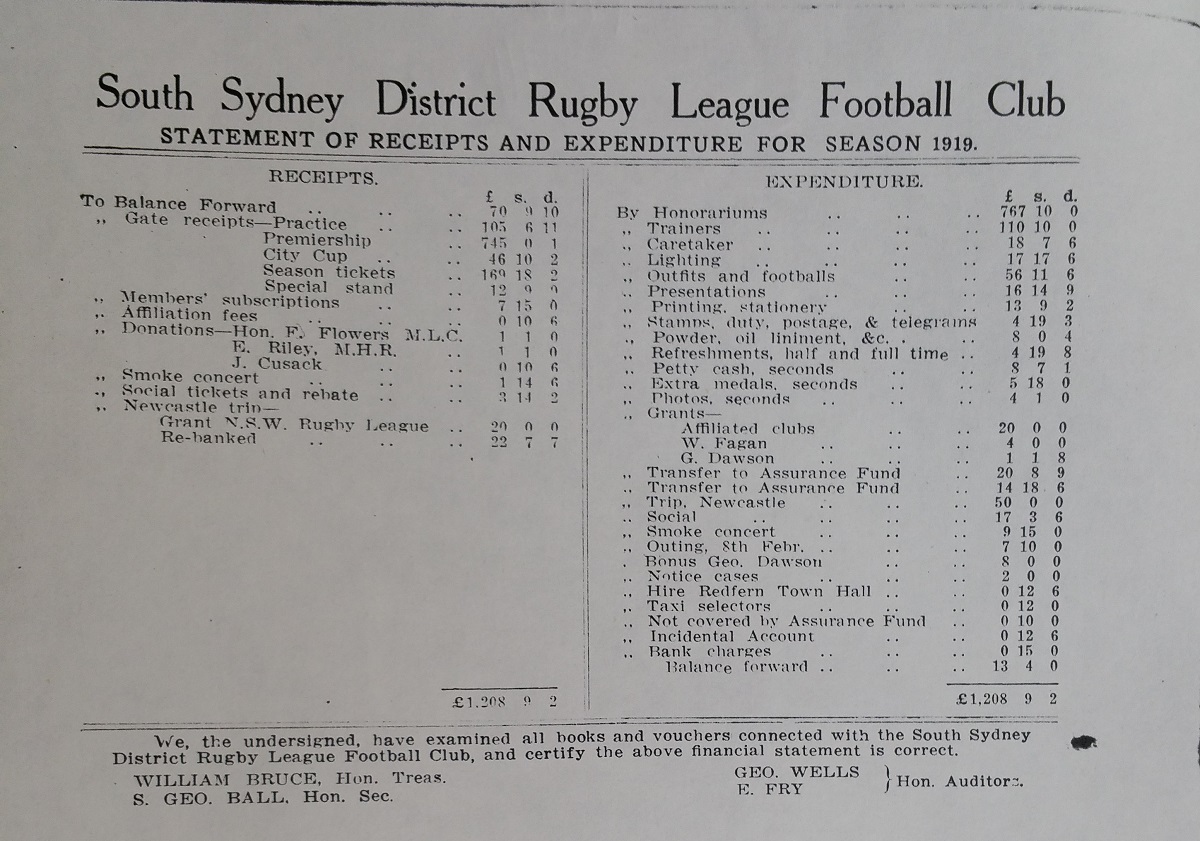 South Sydney District Rugby League Football Club
STATEMENT OF RECEIPTS AND EXPENDITURE FOR SEASON 1919.
RECEIPTS.
£ s. d.
To Balance Forward .. .. .. 70 9 10
„ Gate receipts—Practice .. .. 105 6 11
Premiership .. 745 0 1
City Cup .. .. 46 10 2
Season tickets .. 169 18 2
Special stand .. 12 9 0
„ Members' subscriptions .. 7 15 0
„ Affiliation fees .. .. .. 0 10 6
„ Donations—Hon. F. Flowers M.L.C. 1 1 0
E. Riley, M.H.R. .. 1 1 0
J. Cusack .. .. 0 10 6
„ Smoke concert .. .. .. 1 14 6
„ Social tickets and rebate .. .. 3 14 2
„ Newcastle trip—
Grant N.S.W. Rugby League .. 20 0 0
Re-banked .. .. .. 22 7 7
£1,208 9 2
EXPENDITURE.
£ s. d.
By Honorariums .. .. .. 767 10 0
„ Trainers .. .. .. .. 110 10 0
„ Caretaker .. .. .. .. 18 7 6
„ Lighting .. .. .. .. 17 17 6
„ Outfits and footballs .. .. 56 11 6
„ Presentations .. .. .. 16 14 9
„ Printing, stationery .. .. 13 9 2
„ Stamps, duty, postage, & telegrams 4 19 3
„ Powder, oil liniment, &c. . .. 8 0 4
„ Refreshments, half and full time .. 4 19 8
„ Petty cash, seconds .. .. 8 7 1
„ Extra medals, seconds .. .. 5 18 0
„ Photos, seconds .. .. .. 4 1 0
„ Grants—
Affiliated clubs .. .. 20 0 0
W. Fagan .. .. .. 4 0 0
G. Dawson .. .. .. 1 1 8
„ Transfer to Assurance Fund .. 20 8 9
„ Transfer to Assurance Fund .. 14 18 6
„ Trip, Newcastle .. .. .. 50 0 0
„ Social .. .. .. .. 17 3 6
„ Smoke concert .. .. .. 9 15 0
„ Outing, 8th Febr. .. .. .. 7 10 0
„ Bonus Geo. Dawson .. .. 8 0 0
„ Notice cases .. .. .. 2 0 0
„ Hire Redfern Town Hall .. .. 0 12 6
„ Taxi selectors .. .. .. 0 12 0
„ Not covered by Assurance Fund .. 0 10 0
„ Incidental Account .. .. 0 12 6
„ Bank charges .. .. .. 0 15 0
Balance forward .. .. .. 13 4 0
£1,208 9 2
We, the undersigned, have examined all books and vouchers connected with the South Sydney
District Rugby League Football Club, and certify the above financial statement is correct.
WILLIAM BRUCE, Hon. Treas.
S. GEO. BALL, Hon. Sec.
GEO. WELLS
E. FRY
} Hon. Auditors.